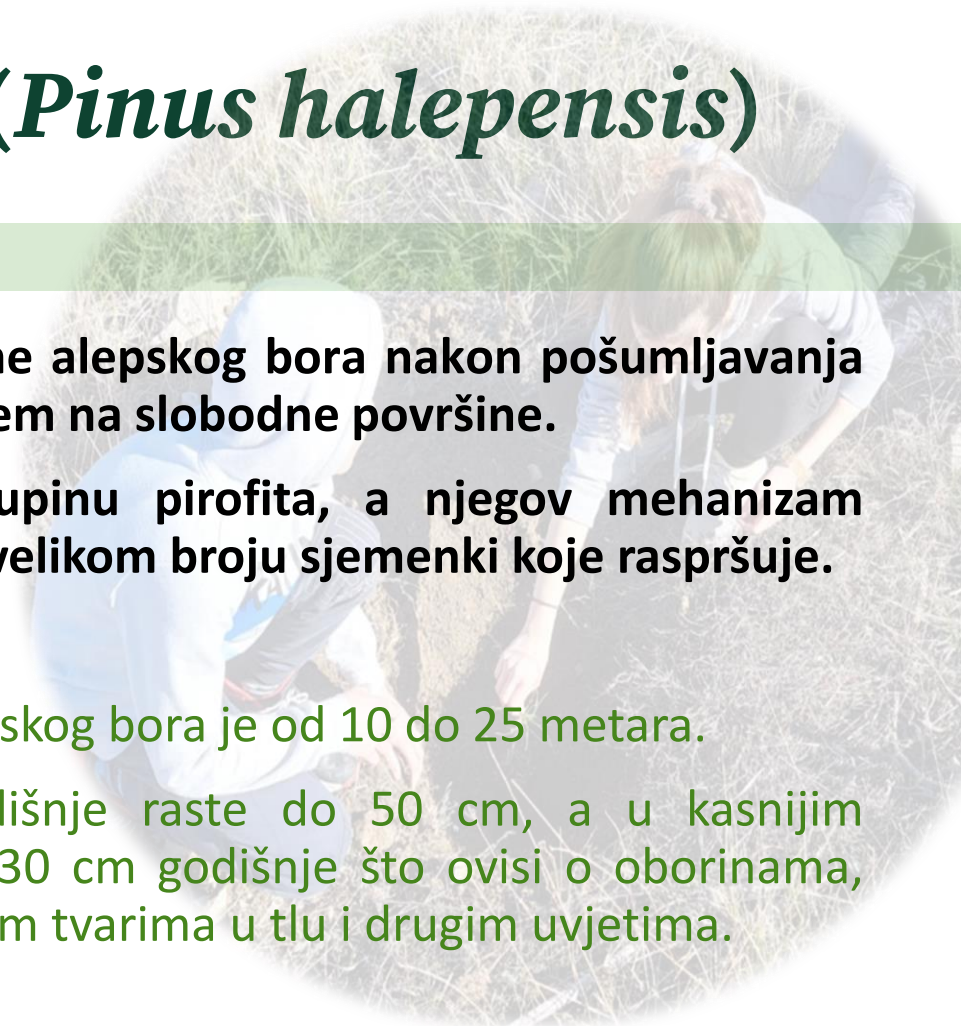 (Pinus halepensis)
ne alepskog bora nakon pošumljavanja
em na slobodne površine.
upinu pirofita, a njegov mehanizam
velikom broju sjemenki koje raspršuje.
skog bora je od 10 do 25 metara.
dišnje raste do 50 cm, a u kasnijim
30 cm godišnje što ovisi o oborinama,
m tvarima u tlu i drugim uvjetima.